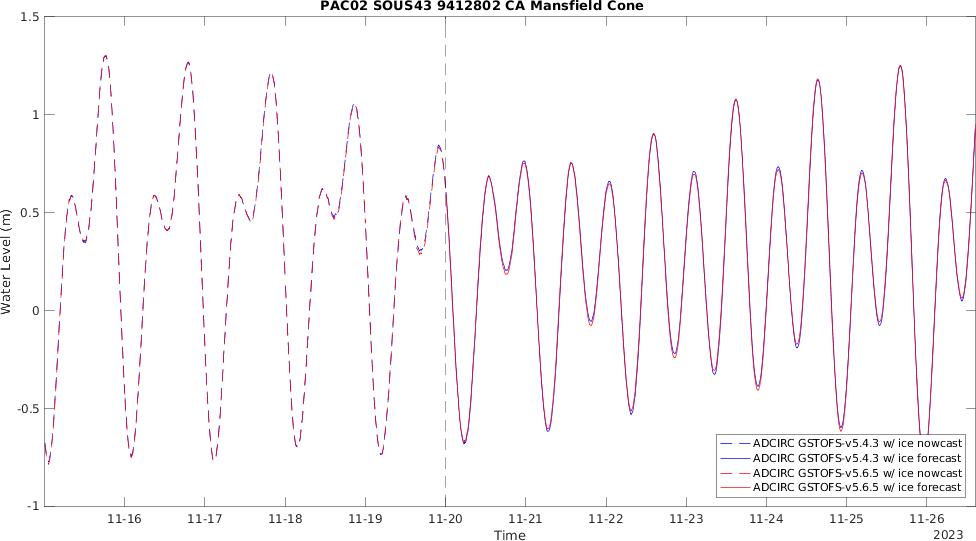 PAC02 SOUS43 9412802 CA Mansfield Cone
1.5
1
0.5
0
-0.5
-1
Water Level (m)
11-16
11-17
11-18
11-19
11-20
11-21
11-22
11-23
11-24
11-25
11-26
2023
Time
ADCIRC GSTOFS-v5.4.3 w/ ice nowcast
ADCIRC GSTOFS-v5.4.3 w/ ice forecast
ADCIRC GSTOFS-v5.6.5 w/ ice nowcast
ADCIRC GSTOFS-v5.6.5 w/ ice forecast